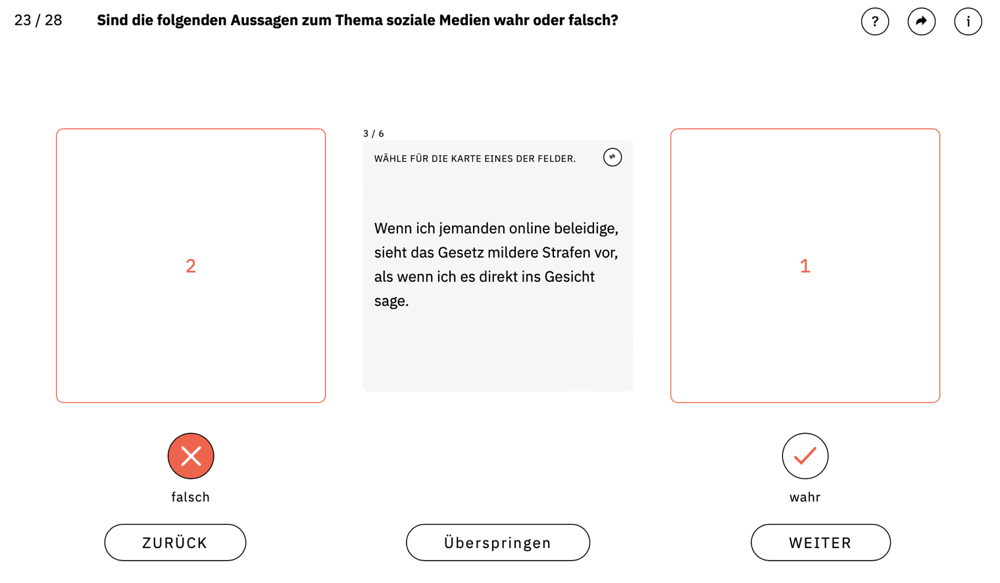 23 / 28
Sind die folgenden Aussagen zum Thema soziale Medien wahr oder falsch?
?
i
2
3 / 6
WÄHLE FÜR DIE KARTE EINES DER FELDER.
Wenn ich jemanden online beleidige,
sieht das Gesetz mildere Strafen vor,
als wenn ich es direkt ins Gesicht
sage.
1
falsch
wahr
ZURÜCK
Überspringen
WEITER